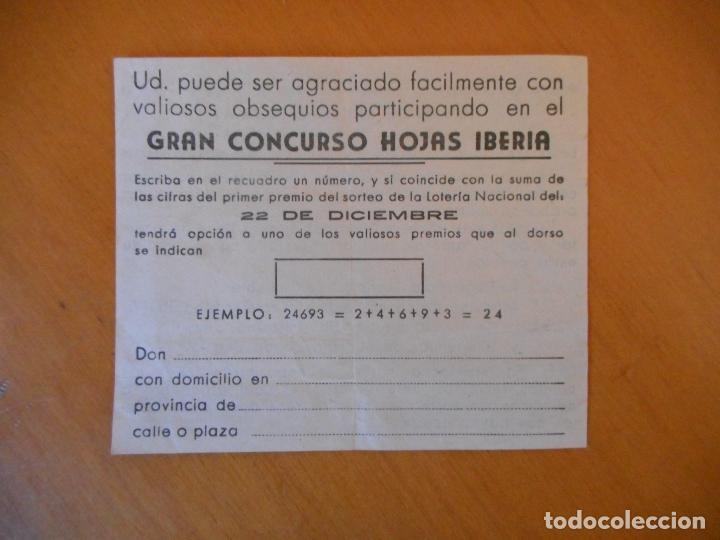 Ud. puede ser agraciado facilmente con
valiosos obsequios participando en el
GRAN CONCURSO HOJAS IBERIA
Escriba en el recuadro un número, y si coincide con la suma de
las cifras del primer premio del sorteo de la Lotería Nacional del:
22 DE DICIEMBRE
tendrá opción a uno de los valiosos premios que al dorso
se indican
EJEMPLO: 24693 = 2+4+6+9+3 = 24
Don
con domicilio en
provincia de
calle o plaza
todocoleccion